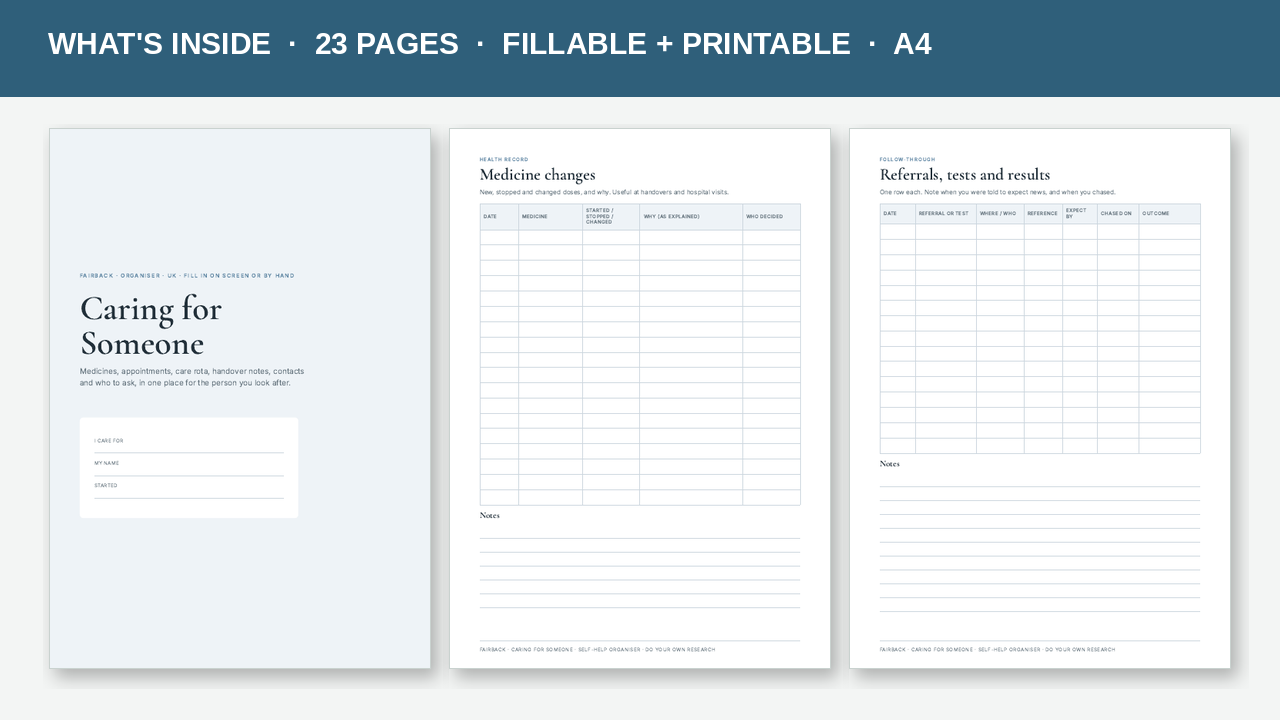 WHAT'S INSIDE · 23 PAGES · FILLABLE + PRINTABLE · A4
FAIRBACK · ORGANISER · UK · FILL IN ON SCREEN OR BY HAND
Caring for
Someone
Medicines, appointments, care rota, handover notes, contacts
and who to ask, in one place for the person you look after.
I CARE FOR
MY NAME
STARTED
HEALTH RECORD
Medicine changes
New, stopped and changed doses, and why. Useful at handovers and hospital visits.
DATE
MEDICINE
STARTED /
STOPPED /
CHANGED
WHY (AS EXPLAINED)
WHO DECIDED
Notes
FAIRBACK · CARING FOR SOMEONE · SELF-HELP ORGANISER · DO YOUR OWN RESEARCH
FOLLOW-THROUGH
Referrals, tests and results
One row each. Note when you were told to expect news, and when you chased.
DATE
REFERRAL OR TEST
WHERE / WHO
REFERENCE
EXPECT
BY
CHASED ON
OUTCOME
Notes
FAIRBACK · CARING FOR SOMEONE · SELF-HELP ORGANISER · DO YOUR OWN RESEARCH